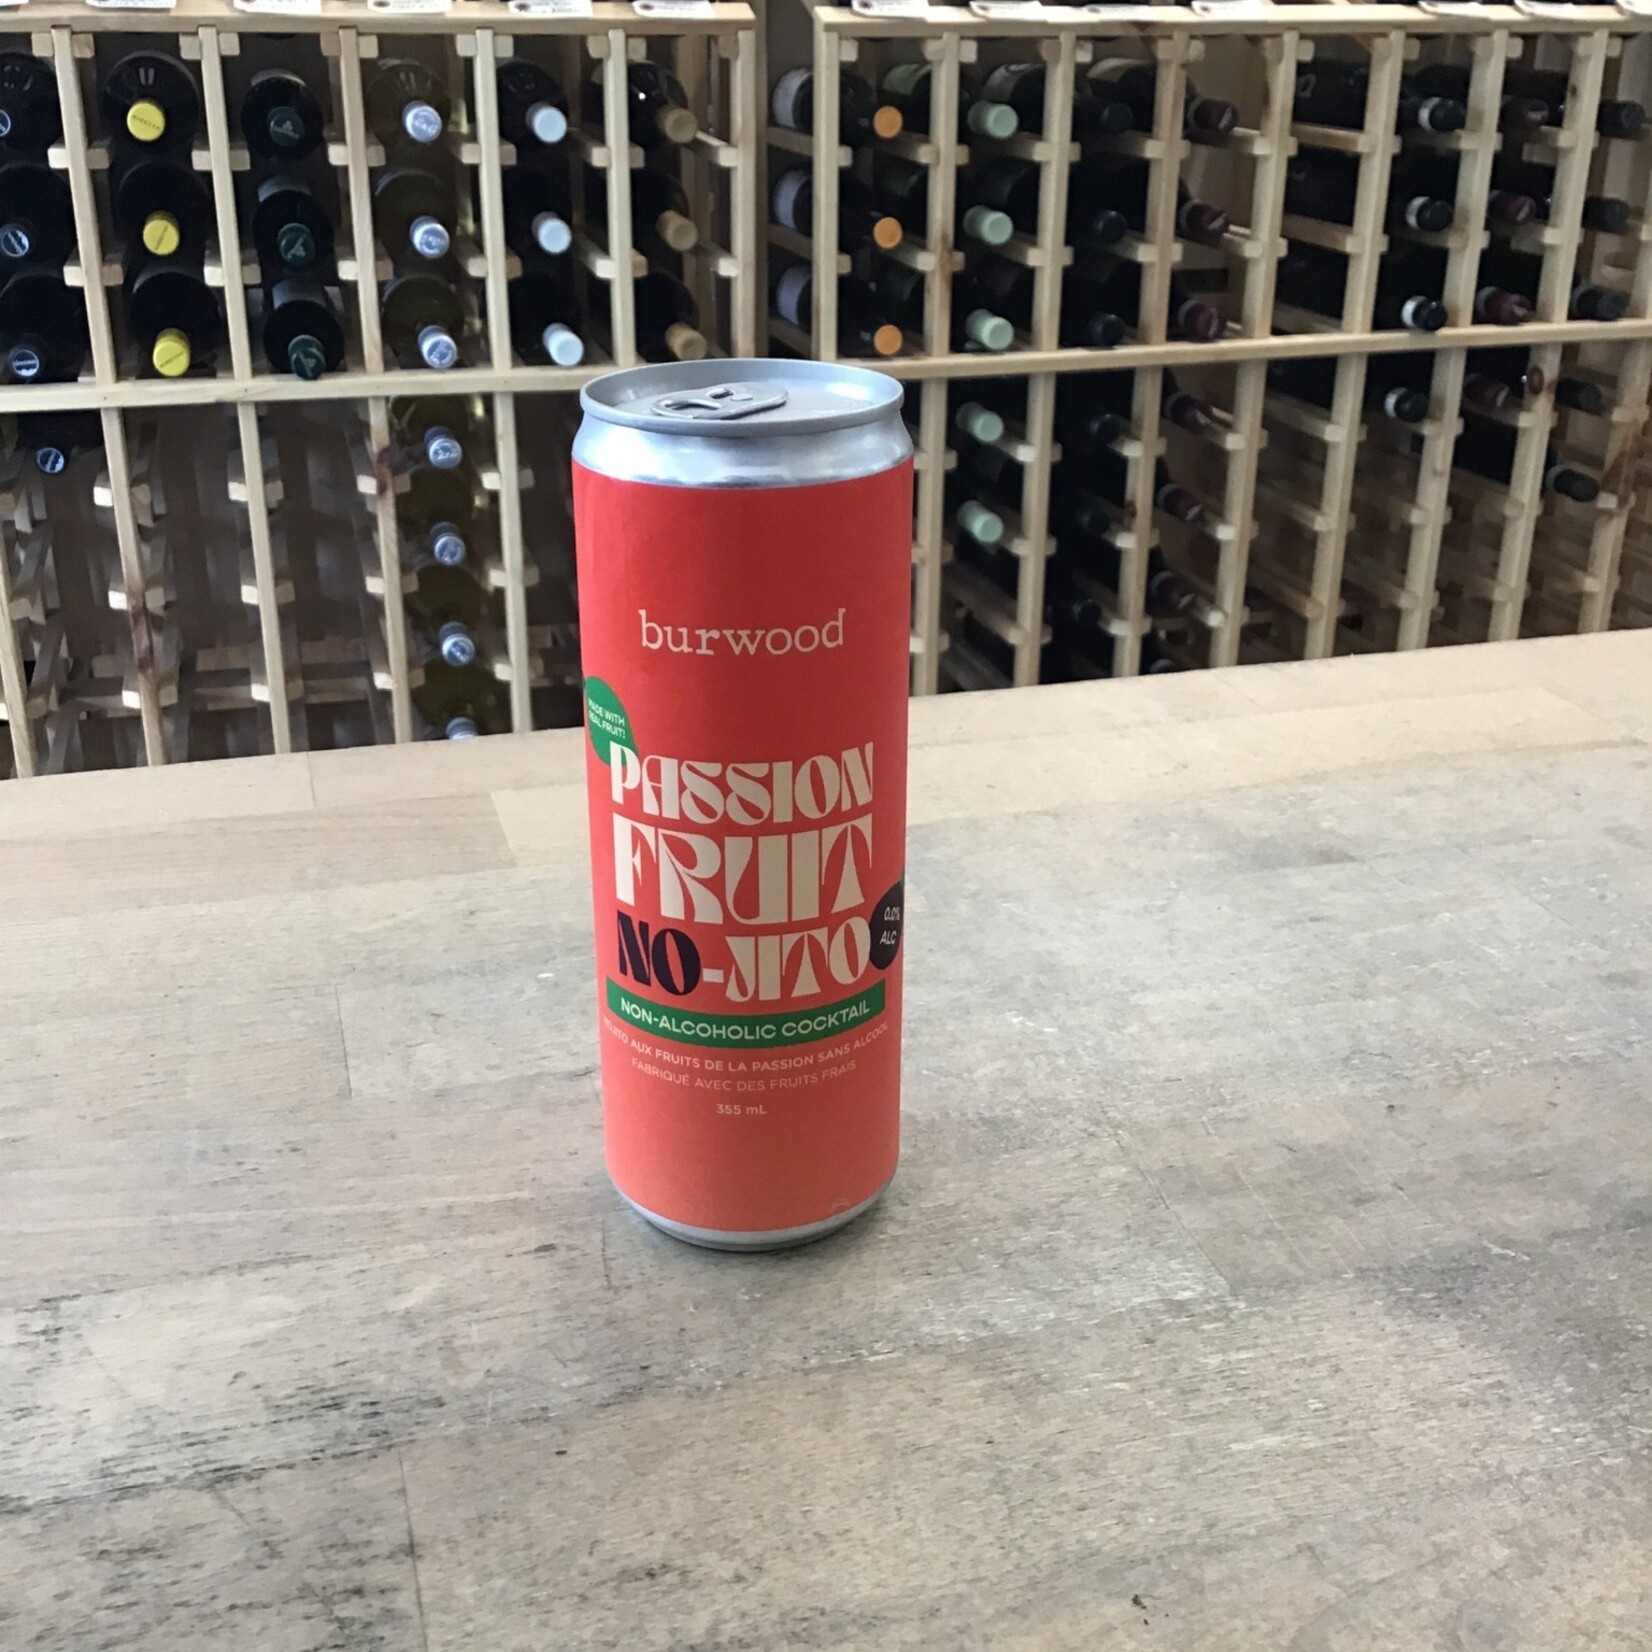 burwood
MADE WITH
REAL FRUIT!
PASSION
FRUIT
NO-JITO
0.0%
ALC
NON-ALCOHOLIC COCKTAIL
MOJITO AUX FRUITS DE LA PASSION SANS ALCOOL
FABRIQUÉ AVEC DES FRUITS FRAIS
355 mL